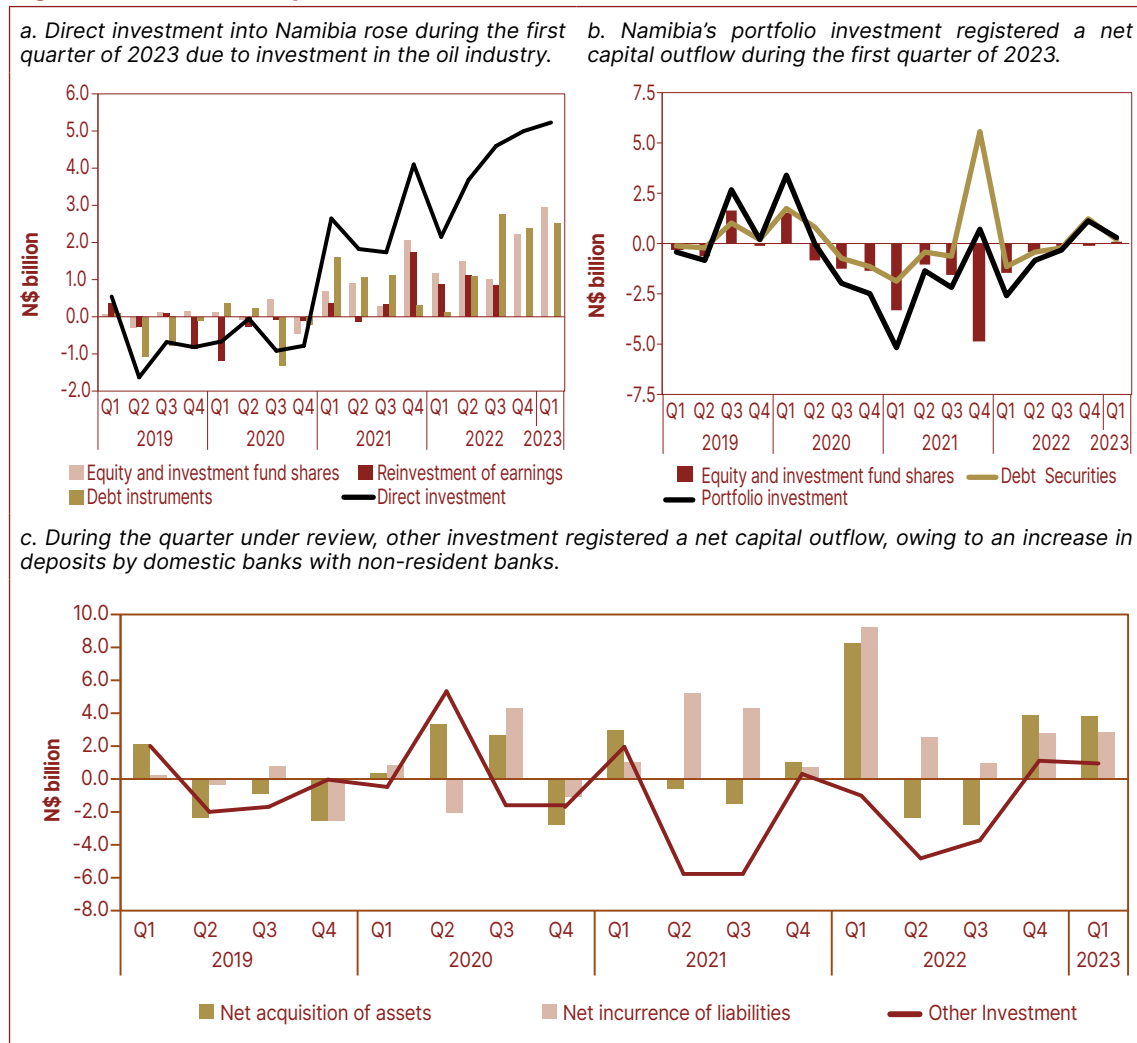 a. Direct investment into Namibia rose during the first
quarter of 2023 due to investment in the oil industry.
6.0
5.0
4.0
3.0
2.0
1.0
0.0
-1.0
-2.0
N$ billion
Q1 Q2 Q3 Q4 Q1 Q2 Q3 Q4 Q1 Q2 Q3 Q4 Q1 Q2 Q3 Q4 Q1
2019 2020 2021 2022 2023
Equity and investment fund shares Reinvestment of earnings
Debt instruments Direct investment
b. Namibia's portfolio investment registered a net
capital outflow during the first quarter of 2023.
7.5
5.0
2.5
0.0
-2.5
-5.0
-7.5
N$ billion
Q1 Q2 Q3 Q4 Q1 Q2 Q3 Q4 Q1 Q2 Q3 Q4 Q1 Q2 Q3 Q4 Q1
2019 2020 2021 2022 2023
Equity and investment fund shares Debt Securities
Portfolio investment
c. During the quarter under review, other investment registered a net capital outflow, owing to an increase in
deposits by domestic banks with non-resident banks.
10.0
8.0
6.0
4.0
2.0
0.0
-2.0
-4.0
-6.0
-8.0
N$ billion
Q1 Q2 Q3 Q4 Q1 Q2 Q3 Q4 Q1 Q2 Q3 Q4 Q1 Q2 Q3 Q4 Q1
2019 2020 2021 2022 2023
Net acquisition of assets Net incurrence of liabilities Other Investment